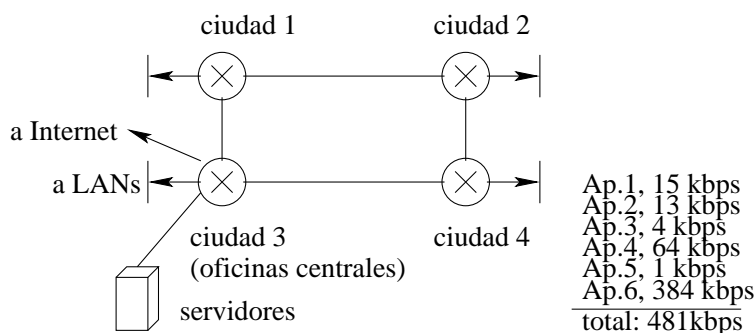 ciudad 1
ciudad 2
a Internet
a LANs
ciudad 3
(oficinas centrales)
ciudad 4
servidores
Ap.1, 15 kbps
Ap.2, 13 kbps
Ap.3, 4 kbps
Ap.4, 64 kbps
Ap.5, 1 kbps
Ap.6, 384 kbps
total: 481kbps